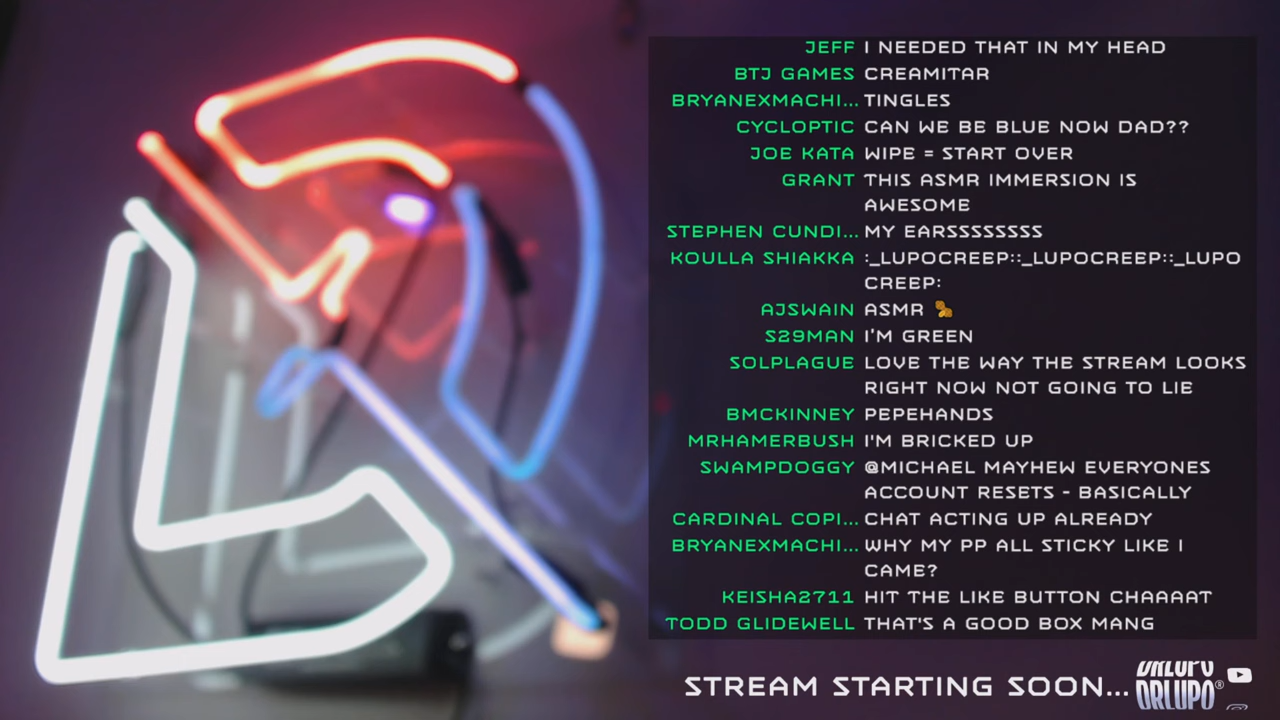 JEFF I NEEDED THAT IN MY HEAD
BTJ GAMES CREAMITAR
BRYANEXMACHI... TINGLES
CYCLOPTIC CAN WE BE BLUE NOW DAD??
JOE KATA WIPE = START OVER
GRANT THIS ASMR IMMERSION IS
AWESOME
STEPHEN CUNDI... MY EARSSSSSSSS
KOULLA SHIAKKA :_LUPOCREEP::_LUPOCREEP::_LUPO
CREEP:
AJSWAIN ASMR 🥜
S29MAN I'M GREEN
SOLPLAGUE LOVE THE WAY THE STREAM LOOKS
RIGHT NOW NOT GOING TO LIE
BMCKINNEY PEPEHANDS
MRHAMERBUSH I'M BRICKED UP
SWAMPDOGGY @MICHAEL MAYHEW EVERYONES
ACCOUNT RESETS - BASICALLY
CARDINAL COPI... CHAT ACTING UP ALREADY
BRYANEXMACHI... WHY MY PP ALL STICKY LIKE I
CAME?
KEISHA2711 HIT THE LIKE BUTTON CHAAAAT
TODD GLIDEWELL THAT'S A GOOD BOX MANG
STREAM STARTING SOON... DRLUPO®